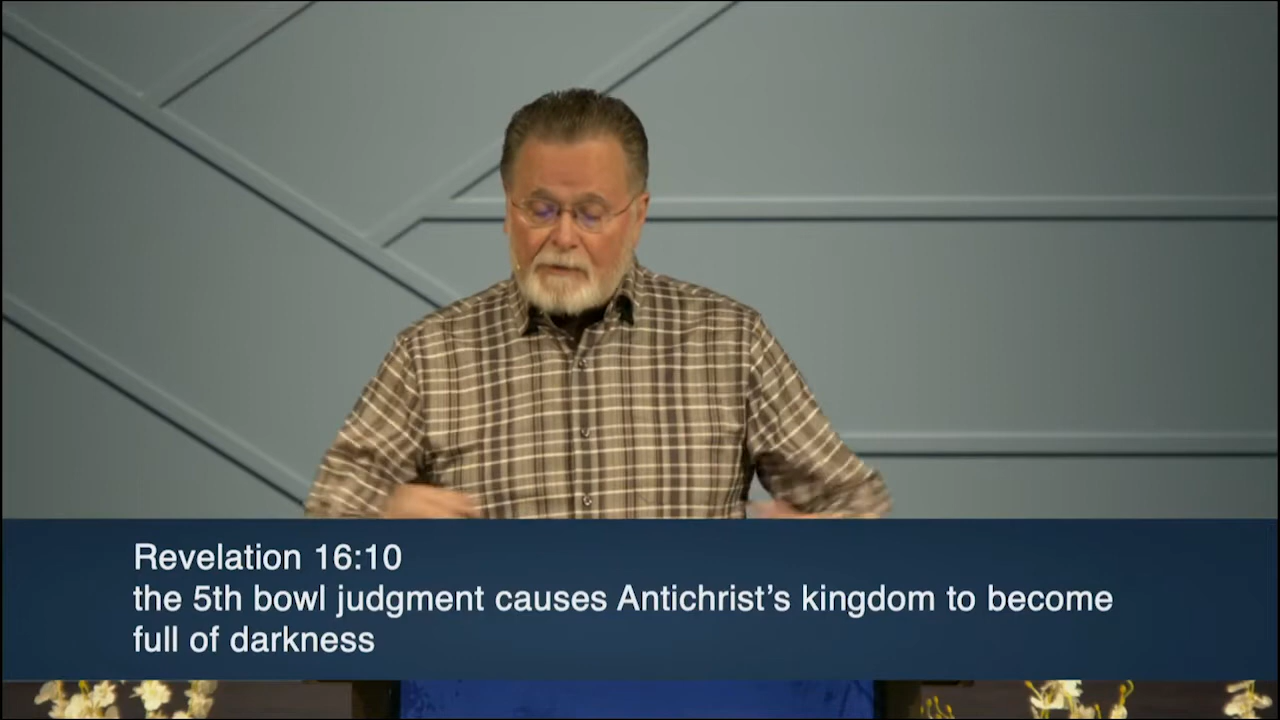 Revelation 16:10
the 5th bowl judgment causes Antichrist’s kingdom to become
full of darkness